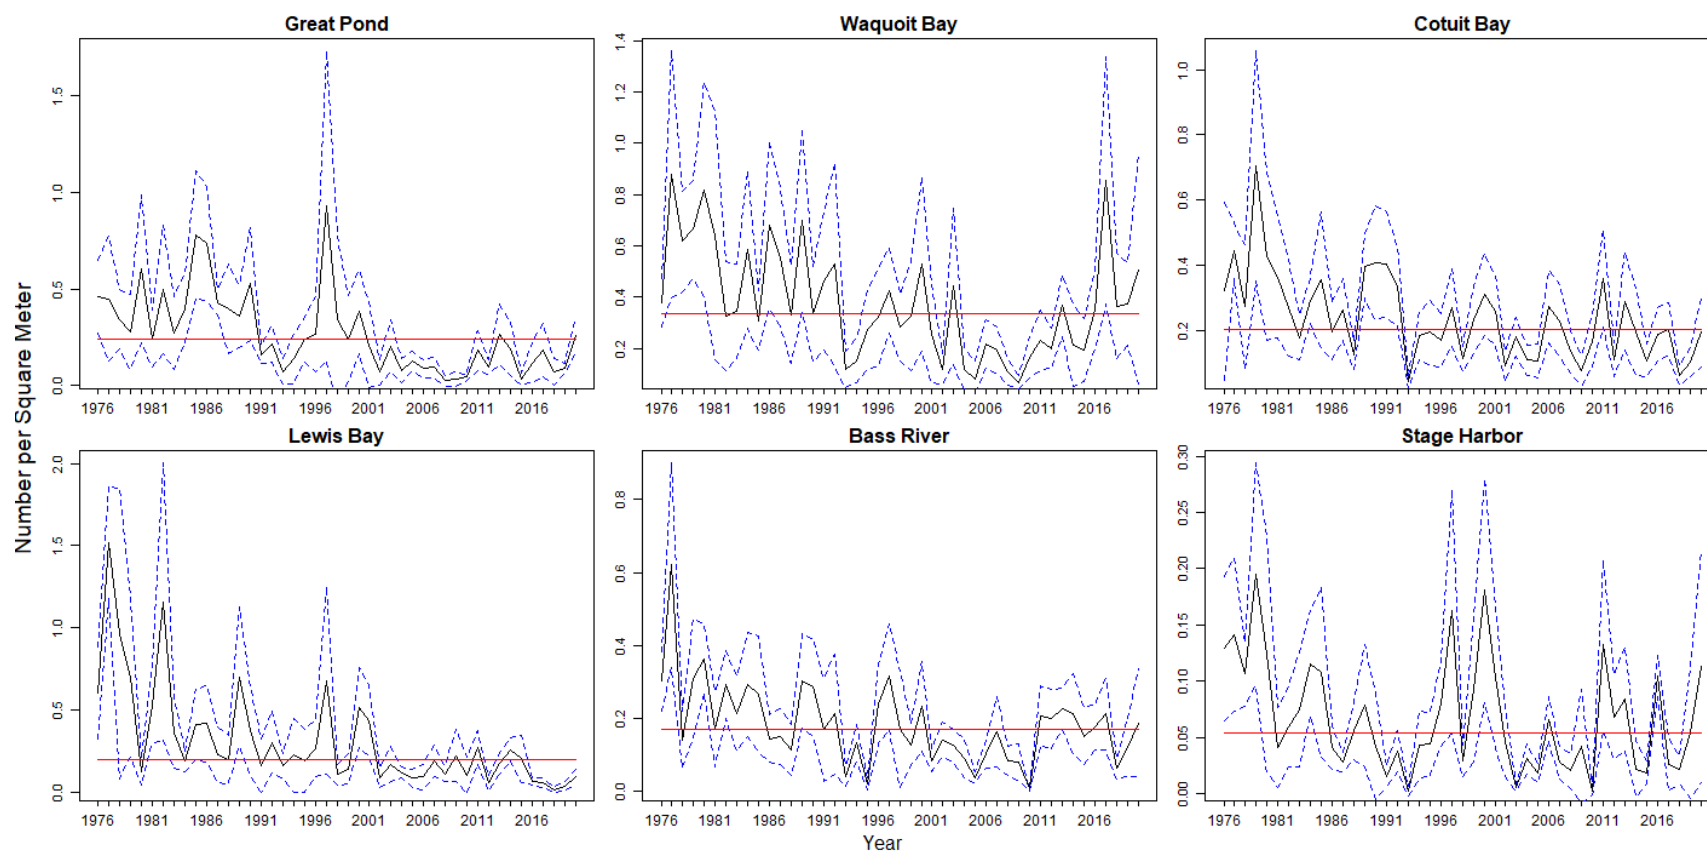 Great Pond
Waquoit Bay
Cotuit Bay
0.0 0.5 1.0 1.5
0.2 0.4 0.6 0.8 1.0 1.2 1.4
0.2 0.4 0.6 0.8 1.0
1976 1981 1986 1991 1996 2001 2006 2011 2016
1976 1981 1986 1991 1996 2001 2006 2011 2016
1976 1981 1986 1991 1996 2001 2006 2011 2016
Number per Square Meter
Lewis Bay
Bass River
Stage Harbor
0.0 0.5 1.0 1.5 2.0
0.0 0.2 0.4 0.6 0.8
0.00 0.05 0.10 0.15 0.20 0.25 0.30
1976 1981 1986 1991 1996 2001 2006 2011 2016
1976 1981 1986 1991 1996 2001 2006 2011 2016
1976 1981 1986 1991 1996 2001 2006 2011 2016
Year